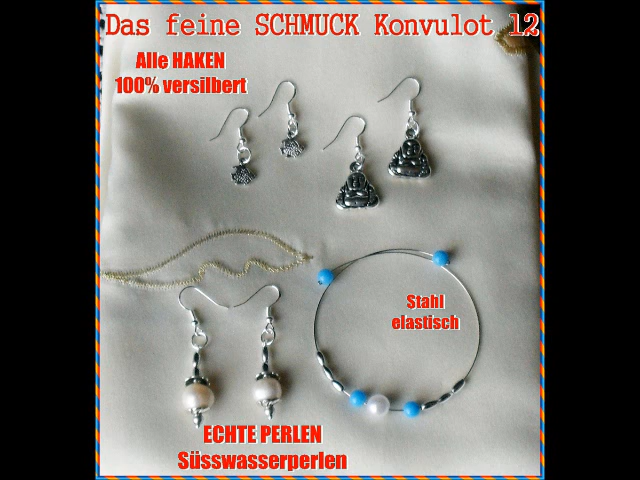 Das feine SCHMUCK Konvulot 12
Alle HAKEN
100% versilbert
Stahl
elastisch
ECHTE PERLEN
Süsswasserperlen